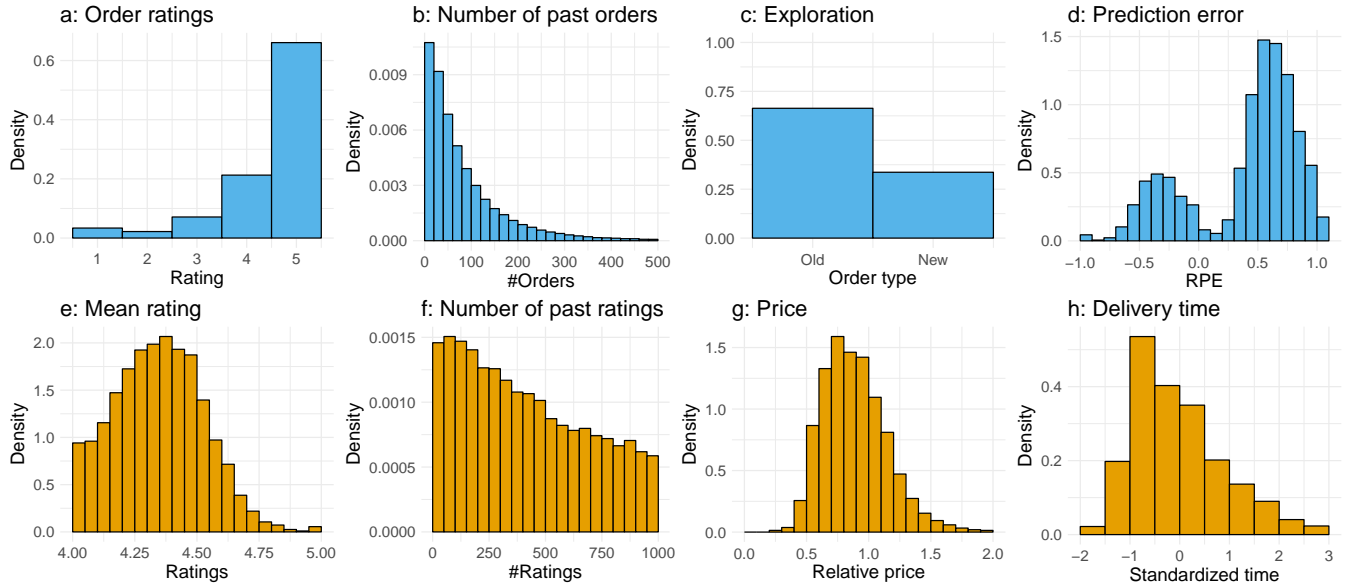 a: Order ratings
Density
0.6
0.4
0.2
0.0
1 2 3 4 5
Rating
b: Number of past orders
Density
0.009
0.006
0.003
0.000
0 100 200 300 400 500
#Orders
c: Exploration
Density
1.00
0.75
0.50
0.25
0.00
Old New
Order type
d: Prediction error
Density
1.5
1.0
0.5
0.0
−1.0 −0.5 0.0 0.5 1.0
RPE
e: Mean rating
Density
2.0
1.5
1.0
0.5
0.0
4.00 4.25 4.50 4.75 5.00
Ratings
f: Number of past ratings
Density
0.0015
0.0010
0.0005
0.0000
0 250 500 750 1000
#Ratings
g: Price
Density
1.5
1.0
0.5
0.0
0.0 0.5 1.0 1.5 2.0
Relative price
h: Delivery time
Density
0.4
0.2
0.0
−2 −1 0 1 2 3
Standardized time